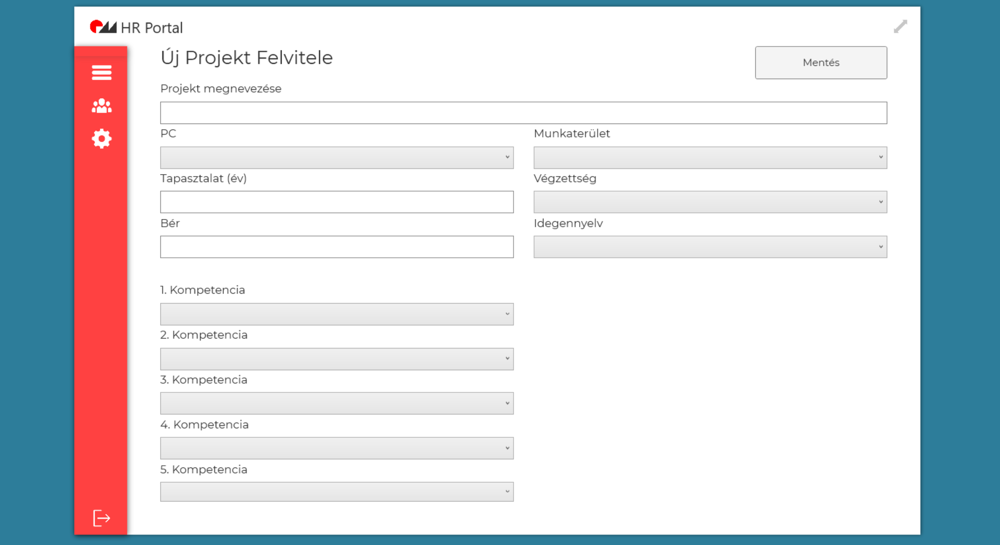 HR Portal
Új Projekt Felvitele
Mentés
Projekt megnevezése
PC
Munkaterület
Tapasztalat (év)
Végzettség
Bér
Idegennyelv
1. Kompetencia
2. Kompetencia
3. Kompetencia
4. Kompetencia
5. Kompetencia